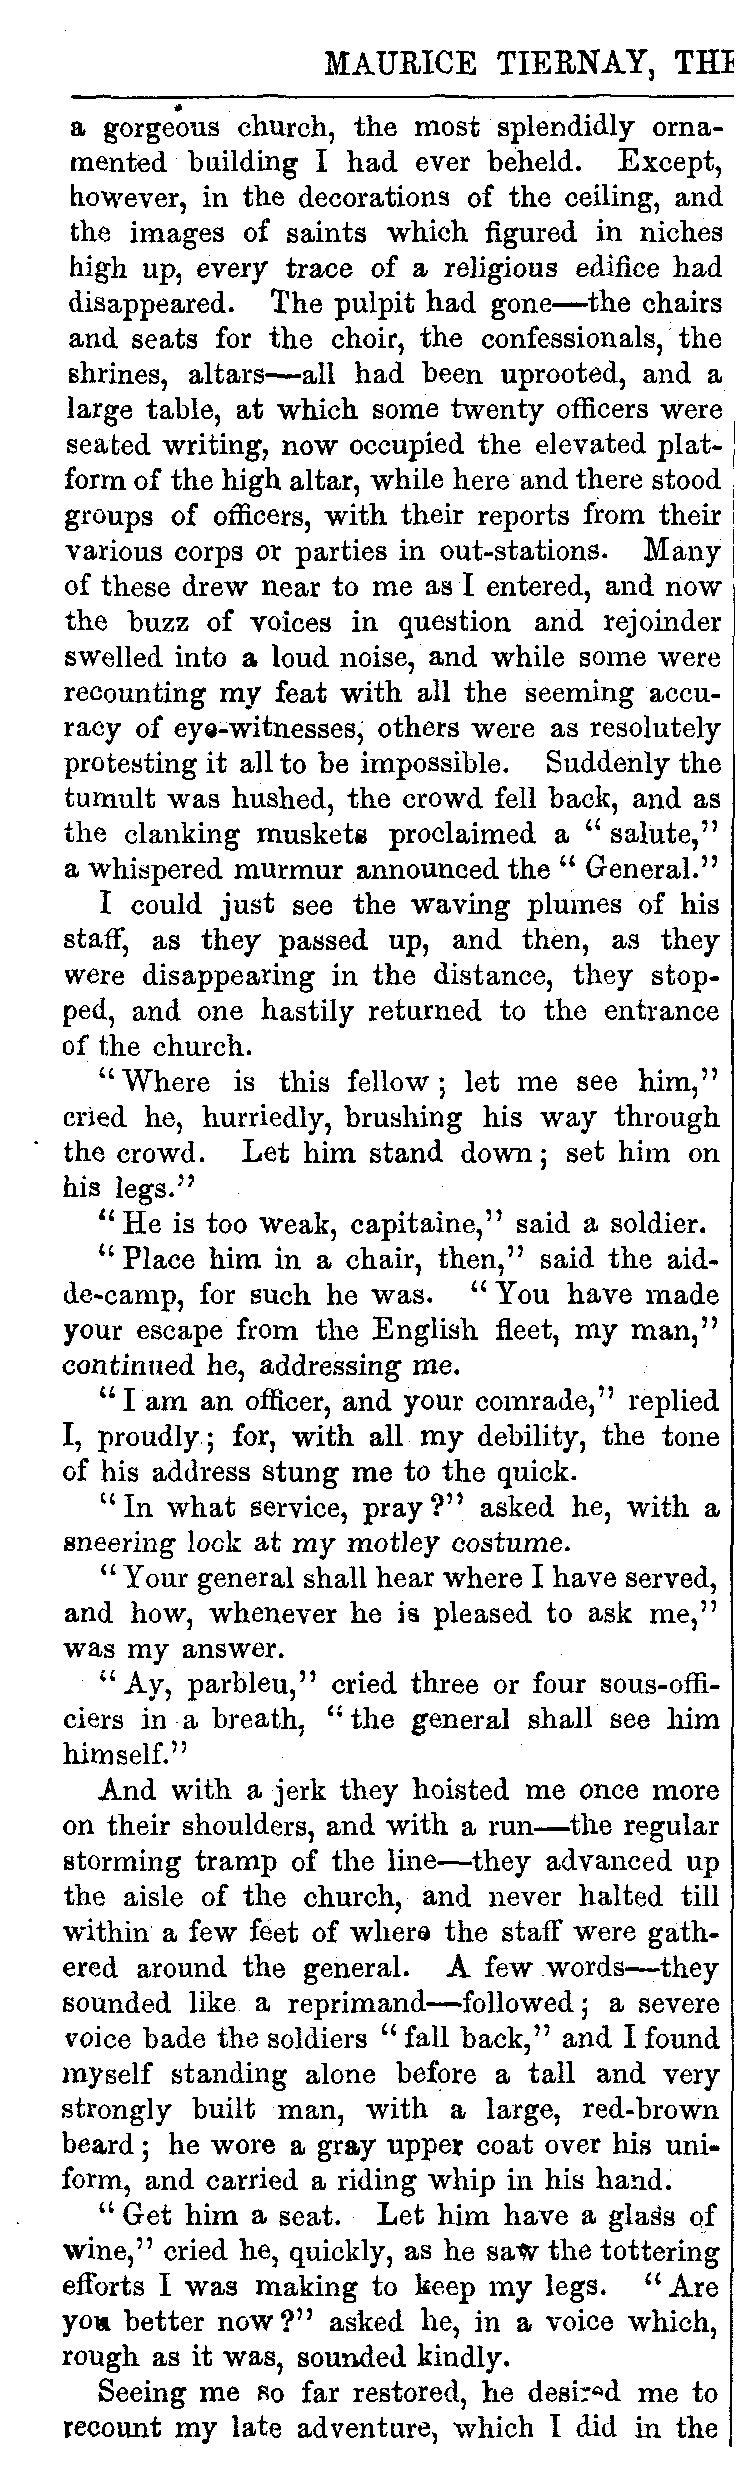 MAURICE TIERNAY, THE
a gorgeous church, the most splendidly orna-
mented building I had ever beheld. Except,
however, in the decorations of the ceiling, and
the images of saints which figured in niches
high up, every trace of a religious edifice had
disappeared. The pulpit had gone—the chairs
and seats for the choir, the confessionals, the
shrines, altars—all had been uprooted, and a
large table, at which some twenty officers were
seated writing, now occupied the elevated plat-
form of the high altar, while here and there stood
groups of officers, with their reports from their
various corps or parties in out-stations. Many
of these drew near to me as I entered, and now
the buzz of voices in question and rejoinder
swelled into a loud noise, and while some were
recounting my feat with all the seeming accu-
racy of eye-witnesses, others were as resolutely
protesting it all to be impossible. Suddenly the
tumult was hushed, the crowd fell back, and as
the clanking muskets proclaimed a “salute,”
a whispered murmur announced the “General.”
I could just see the waving plumes of his
staff, as they passed up, and then, as they
were disappearing in the distance, they stop-
ped, and one hastily returned to the entrance
of the church.
“Where is this fellow; let me see him,”
cried he, hurriedly, brushing his way through
the crowd. Let him stand down; set him on
his legs.”
“He is too weak, capitaine,” said a soldier.
“Place him in a chair, then,” said the aid-
de-camp, for such he was. “You have made
your escape from the English fleet, my man,”
continued he, addressing me.
“I am an officer, and your comrade,” replied
I, proudly; for, with all my debility, the tone
of his address stung me to the quick.
“In what service, pray?” asked he, with a
sneering look at my motley costume.
“Your general shall hear where I have served,
and how, whenever he is pleased to ask me,”
was my answer.
“Ay, parbleu,” cried three or four sous-offi-
ciers in a breath, “the general shall see him
himself.”
And with a jerk they hoisted me once more
on their shoulders, and with a run—the regular
storming tramp of the line—they advanced up
the aisle of the church, and never halted till
within a few feet of where the staff were gath-
ered around the general. A few words—they
sounded like a reprimand—followed; a severe
voice bade the soldiers “fall back,” and I found
myself standing alone before a tall and very
strongly built man, with a large, red-brown
beard; he wore a gray upper coat over his uni-
form, and carried a riding whip in his hand.
“Get him a seat. Let him have a glass of
wine,” cried he, quickly, as he saw the tottering
efforts I was making to keep my legs. “Are
you better now?” asked he, in a voice which,
rough as it was, sounded kindly.
Seeing me so far restored, he desired me to
recount my late adventure, which I did in the